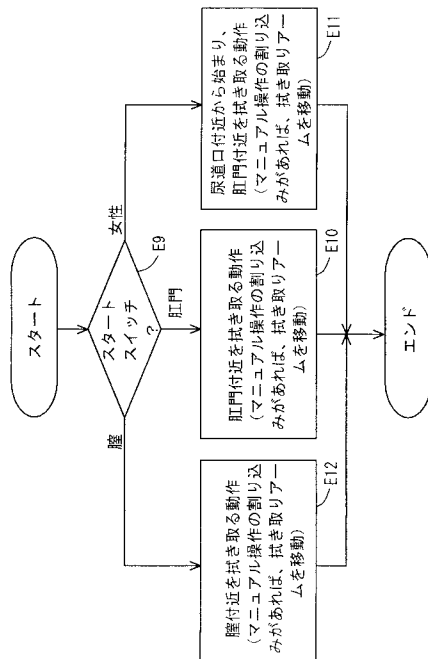 スタート
スタート
スイッチ
?
E9
膣
肛門
女性
膣付近を拭き取る動作
(マニュアル操作の割り込
みがあれば、拭き取りアー
ムを移動)
E12
肛門付近を拭き取る動作
(マニュアル操作の割り込
みがあれば、拭き取りアー
ムを移動)
E10
尿道口付近から始まり、
肛門付近を拭き取る動作
(マニュアル操作の割り込
みがあれば、拭き取りアー
ムを移動)
E11
エンド